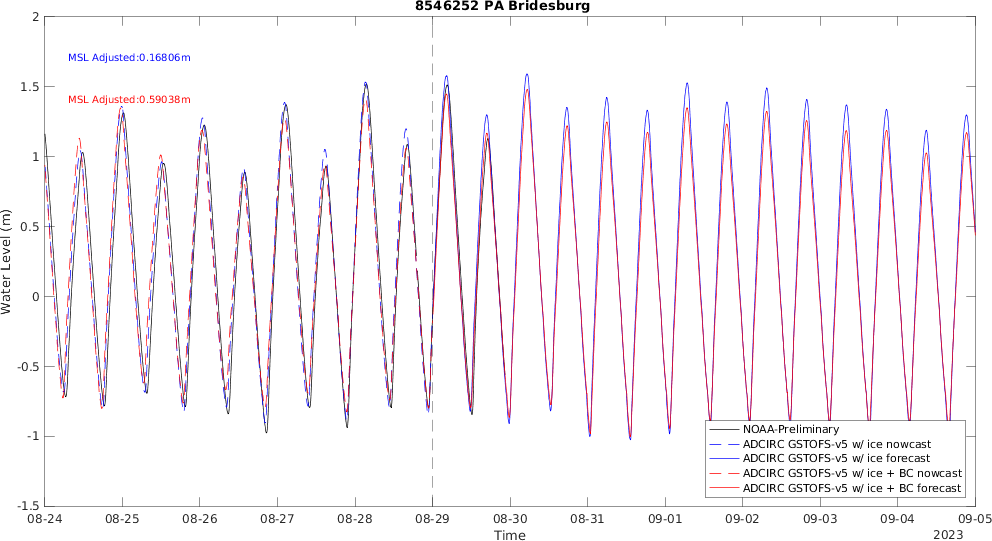 8546252 PA Bridesburg
MSL Adjusted:0.16806m
MSL Adjusted:0.59038m
Water Level (m)
2
1.5
1
0.5
0
-0.5
-1
-1.5
NOAA-Preliminary
ADCIRC GSTOFS-v5 w/ ice nowcast
ADCIRC GSTOFS-v5 w/ ice forecast
ADCIRC GSTOFS-v5 w/ ice + BC nowcast
ADCIRC GSTOFS-v5 w/ ice + BC forecast
08-24 08-25 08-26 08-27 08-28 08-29 08-30 08-31 09-01 09-02 09-03 09-04 09-05
Time
2023